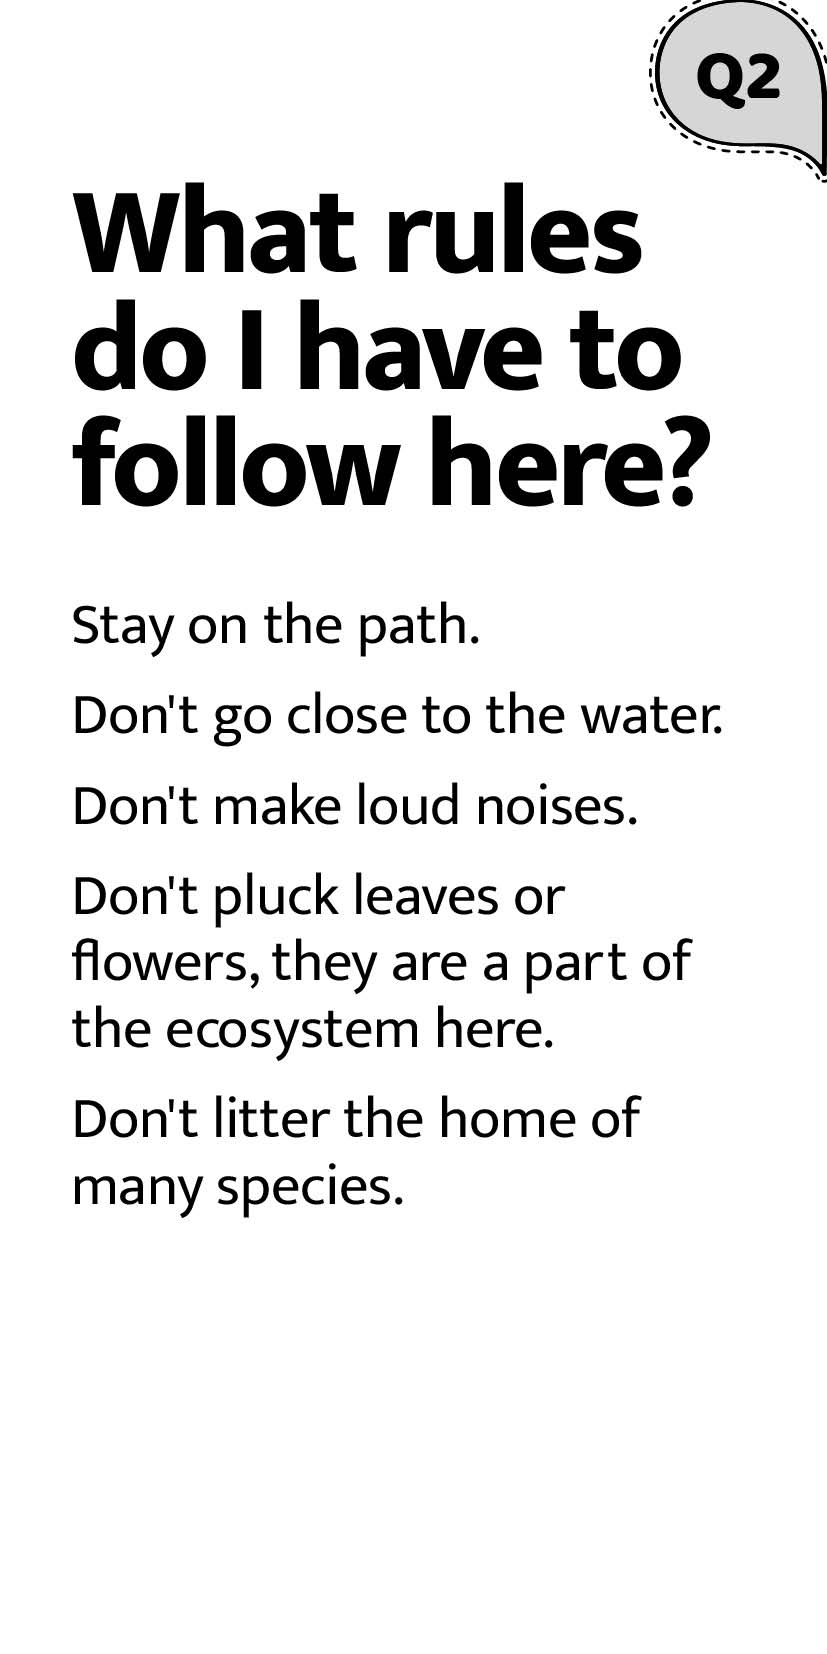 Q2
What rules
do I have to
follow here?
Stay on the path.
Don't go close to the water.
Don't make loud noises.
Don't pluck leaves or
flowers, they are a part of
the ecosystem here.
Don't litter the home of
many species.